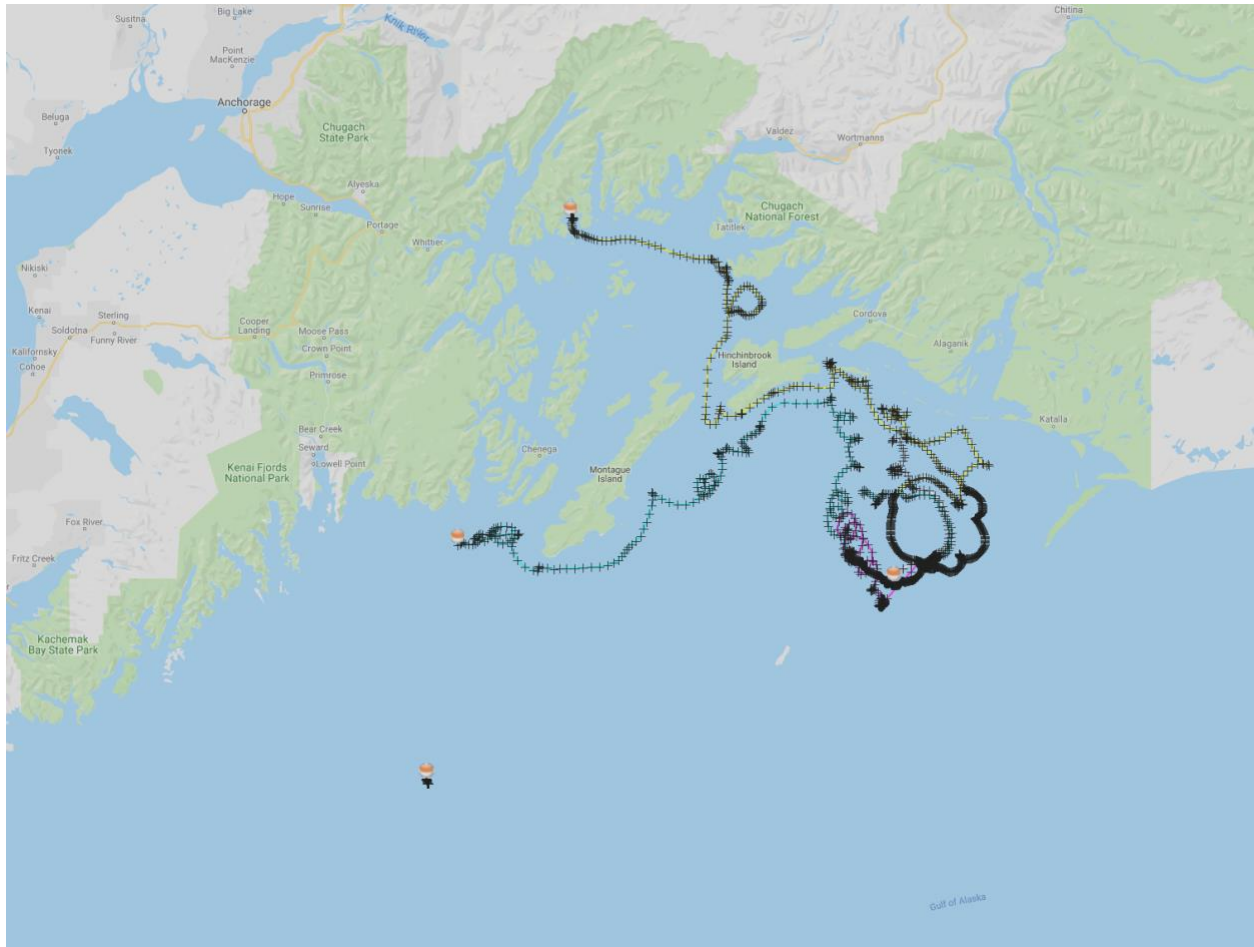 Susitna
Big Lake
Knik River
Chitina
Point
MacKenzie
Anchorage
Beluga
Tyonek
Chugach
State Park
Valdez
Wortmanns
Alyeska
Hope
Sunrise
Portage
Whittier
Chugach
National Forest
Tatitlek
Nikiski
Kenai
Sterling
Soldotna
Funny River
Cooper
Landing
Moose Pass
Crown Point
Primrose
Kalifornsky
Cohoe
Cordova
Alaganik
Hinchinbrook
Island
Katalla
Bear Creek
Seward
Lowell Point
Kenai Fjords
National Park
Chenega
Montague
Island
Fox River
Fritz Creek
r
Kachemak
Bay State Park
Gulf of Alaska